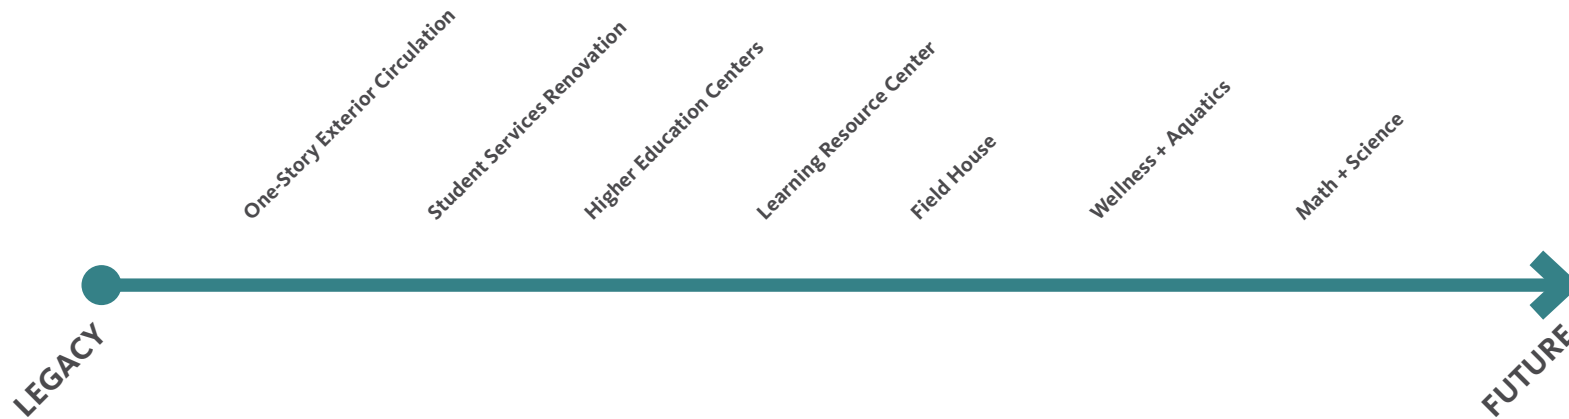 One-Story Exterior Circulation
Student Services Renovation
Higher Education Centers
Learning Resource Center
Field House
Wellness + Aquatics
Math + Science
LEGACY
FUTURE